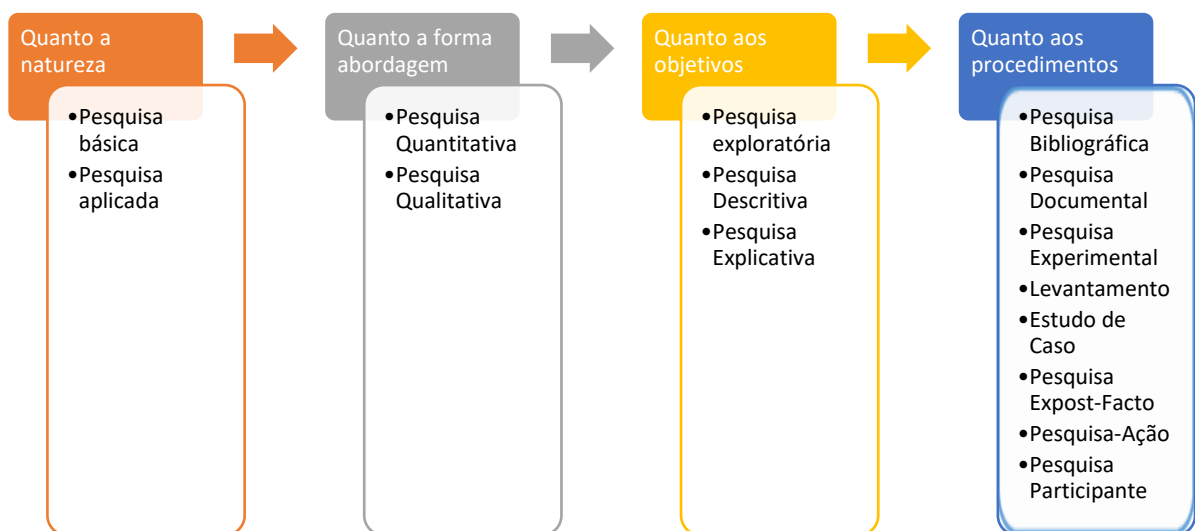 Quanto a
natureza
•Pesquisa
básica
•Pesquisa
aplicada
Quanto a forma
abordagem
•Pesquisa
Quantitativa
•Pesquisa
Qualitativa
Quanto aos
objetivos
•Pesquisa
exploratória
•Pesquisa
Descritiva
•Pesquisa
Explicativa
Quanto aos
procedimentos
•Pesquisa
Bibliográfica
•Pesquisa
Documental
•Pesquisa
Experimental
•Levantamento
•Estudo de
Caso
•Pesquisa
Expost-Facto
•Pesquisa-Ação
•Pesquisa
Participante